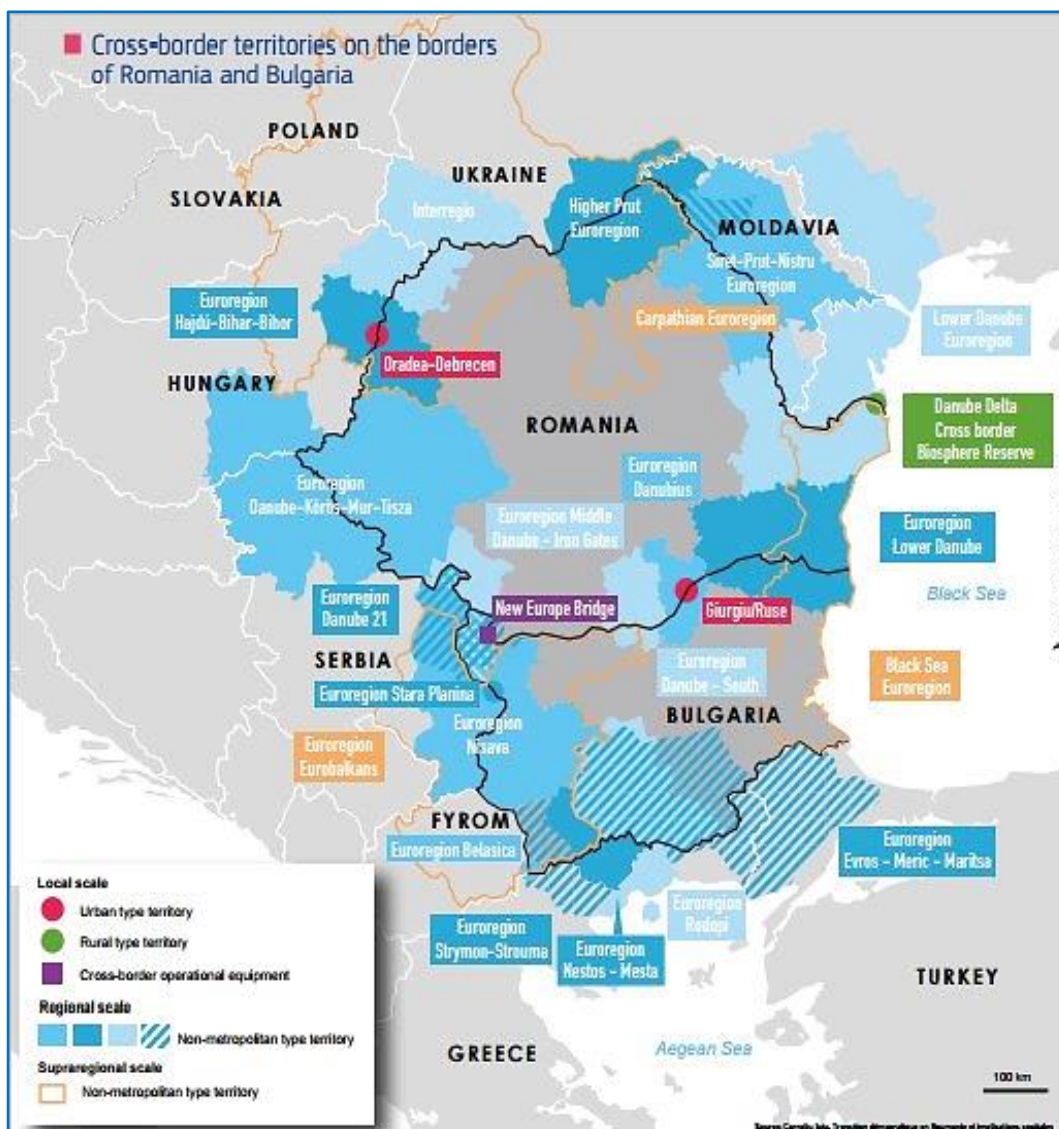 Cross-border territories on the borders
of Romania and Bulgaria
POLAND
SLOVAKIA
UKRAINE
Interregio
Higher Prut
Euroregion
MOLDAVIA
Siret-Prut-Nistru
Euroregion
Euroregion
Hajdú-Bihar-Bihor
Carpathian Euroregion
Lower Danube
Euroregion
Oradea-Debrecen
HUNGARY
Danube Delta
Cross border
Biosphere Reserve
ROMANIA
Euroregion
Danube-Körös-Mur-Tisza
Euroregion
Danubius
Euroregion Middle
Danube - Iron Gates
Euroregion
Lower Danube
Black Sea
Euroregion
Danube 21
New Europe Bridge
Giurgiu/Ruse
SERBIA
Euroregion
Danube - South
Black Sea
Euroregion
Euroregion Stara Planina
BULGARIA
Euroregion
Nisava
Euroregion
Eurobalkans
FYROM
Euroregion Belasica
Euroregion
Evros - Meric - Maritsa
Euroregion
Rodopi
Euroregion
Strymon-Strouma
Euroregion
Nestos - Mesta
TURKEY
GREECE
Aegean Sea
100 km
Local scale
Urban type territory
Rural type territory
Cross-border operational equipment
Regional scale
Non-metropolitan type territory
Supraregional scale
Non-metropolitan type territory